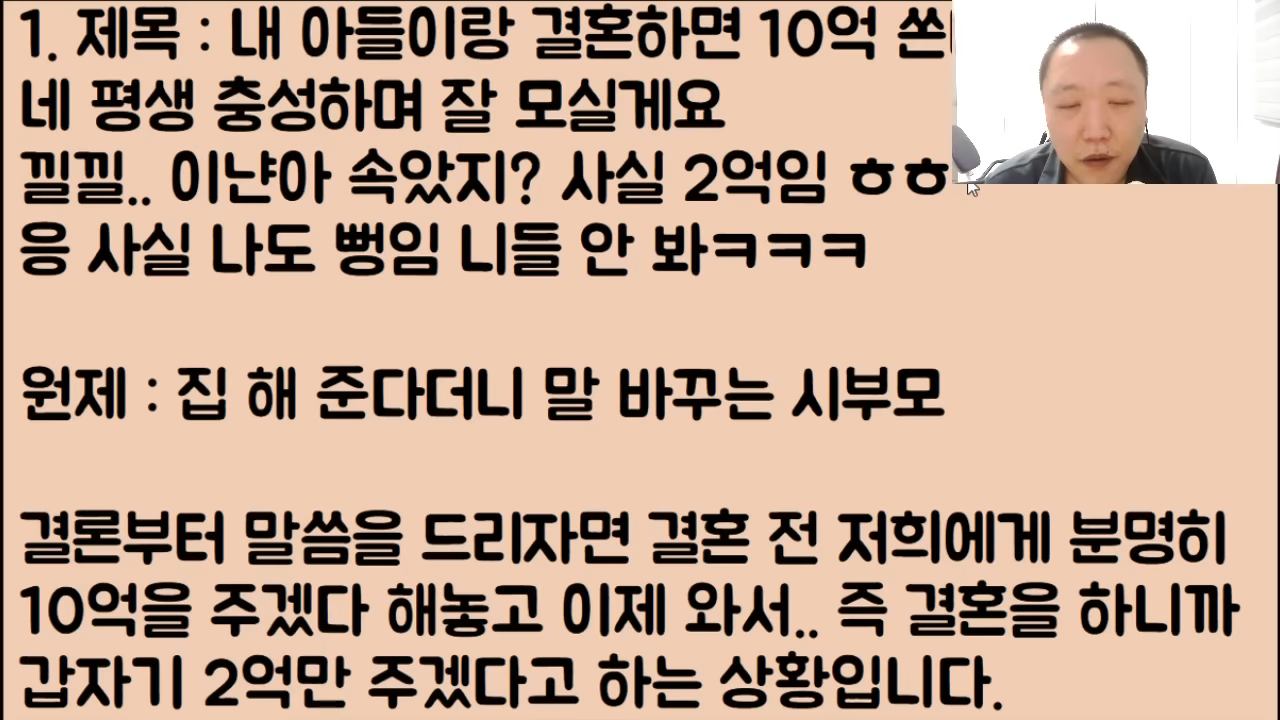 1. 제목 : 내 아들이랑 결혼하면 10억 쏜
네 평생 충성하며 잘 모실게요
낄낄.. 이냔아 속았지? 사실 2억임 ㅎㅎ
응 사실 나도 뻥임 니들 안 봐ㅋㅋㅋ
원제 : 집 해 준다더니 말 바꾸는 시부모
결론부터 말씀을 드리자면 결혼 전 저희에게 분명히
10억을 주겠다 해놓고 이제 와서.. 즉 결혼을 하니까
갑자기 2억만 주겠다고 하는 상황입니다.